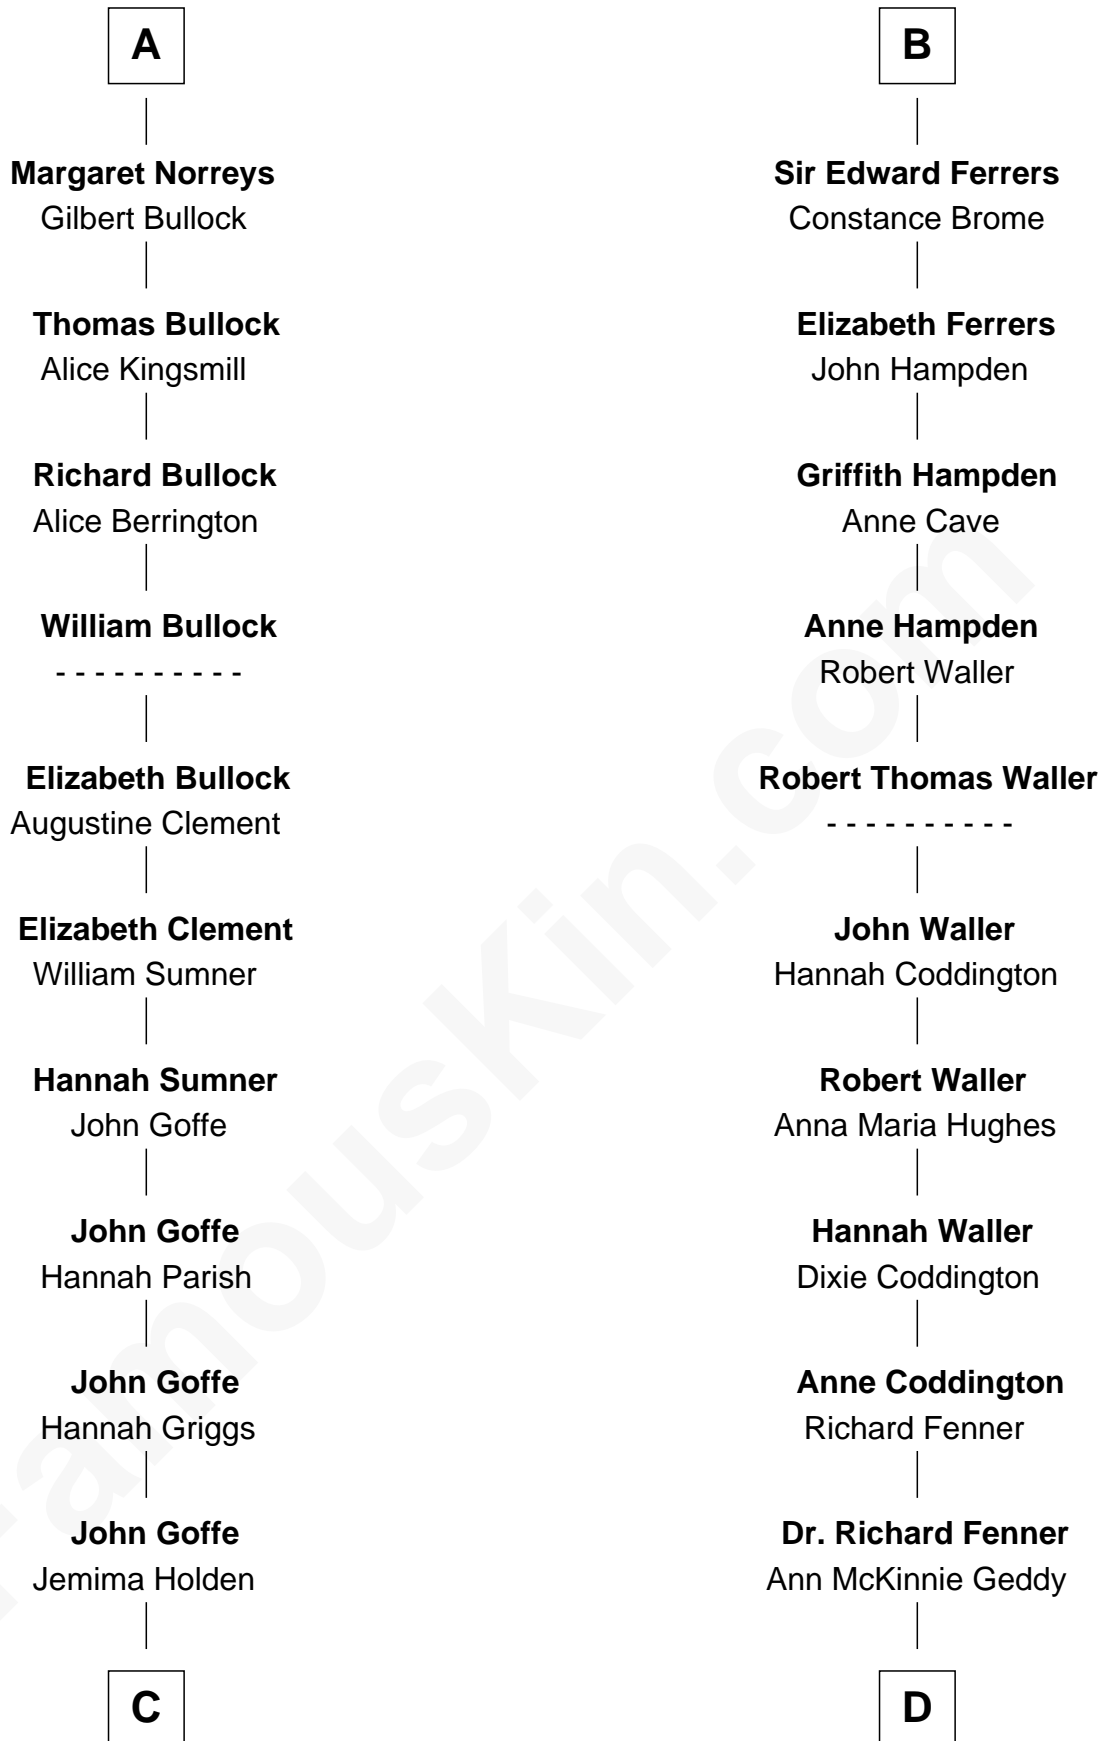 A
Margaret Norreys
Gilbert Bullock
Thomas Bullock
Alice Kingsmill
Richard Bullock
Alice Berrington
William Bullock
- - - - - - - - - -
Elizabeth Bullock
Augustine Clement
Elizabeth Clement
William Sumner
Hannah Sumner
John Goffe
John Goffe
Hannah Parish
John Goffe
Hannah Griggs
John Goffe
Jemima Holden
C
B
Sir Edward Ferrers
Constance Brome
Elizabeth Ferrers
John Hampden
Griffith Hampden
Anne Cave
Anne Hampden
Robert Waller
Robert Thomas Waller
- - - - - - - - - -
John Waller
Hannah Coddington
Robert Waller
Anna Maria Hughes
Hannah Waller
Dixie Coddington
Anne Coddington
Richard Fenner
Dr. Richard Fenner
Ann McKinnie Geddy
D
FamousKin.com